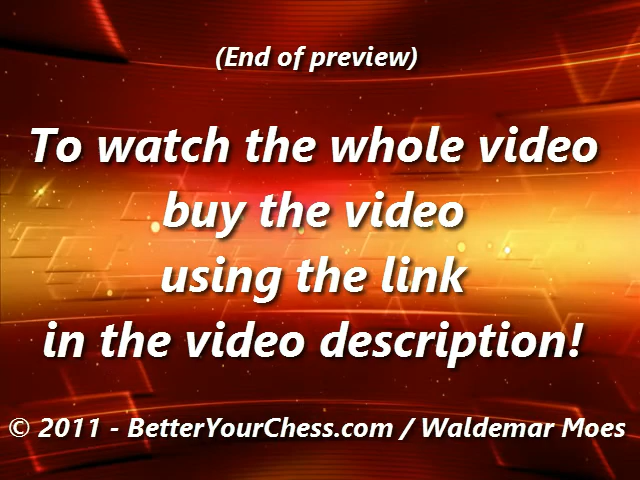 (End of preview)
To watch the whole video
buy the video
using the link
in the video description!
© 2011 - BetterYourChess.com / Waldemar Moes